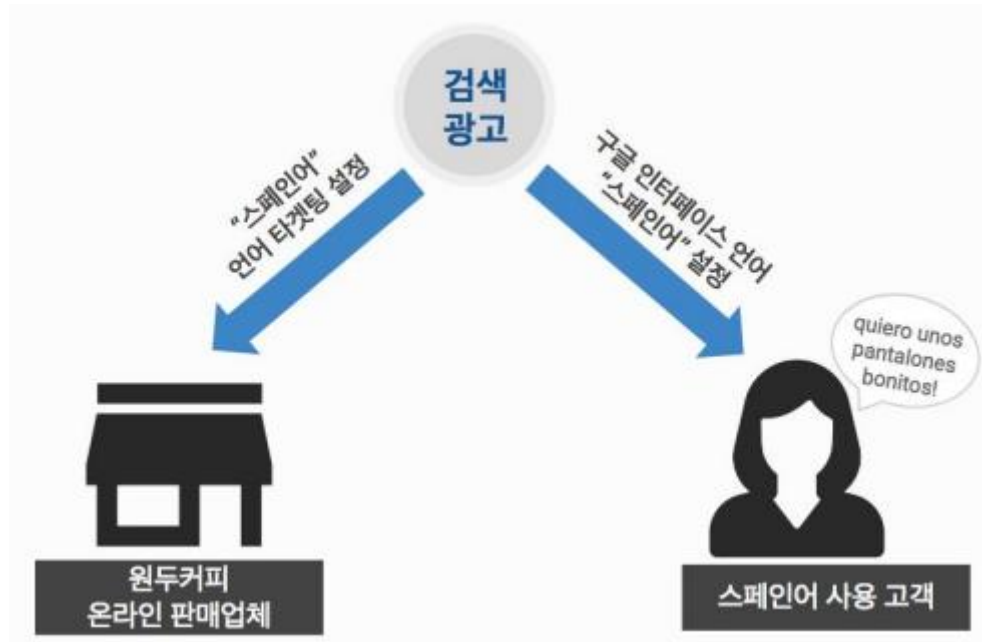 검색
광고
“스페인어”
언어 타겟팅 설정
구글 인터페이스 언어
“스페인어” 설정
quiero unos
pantalones
bonitos!
원두커피
온라인 판매업체
스페인어 사용 고객